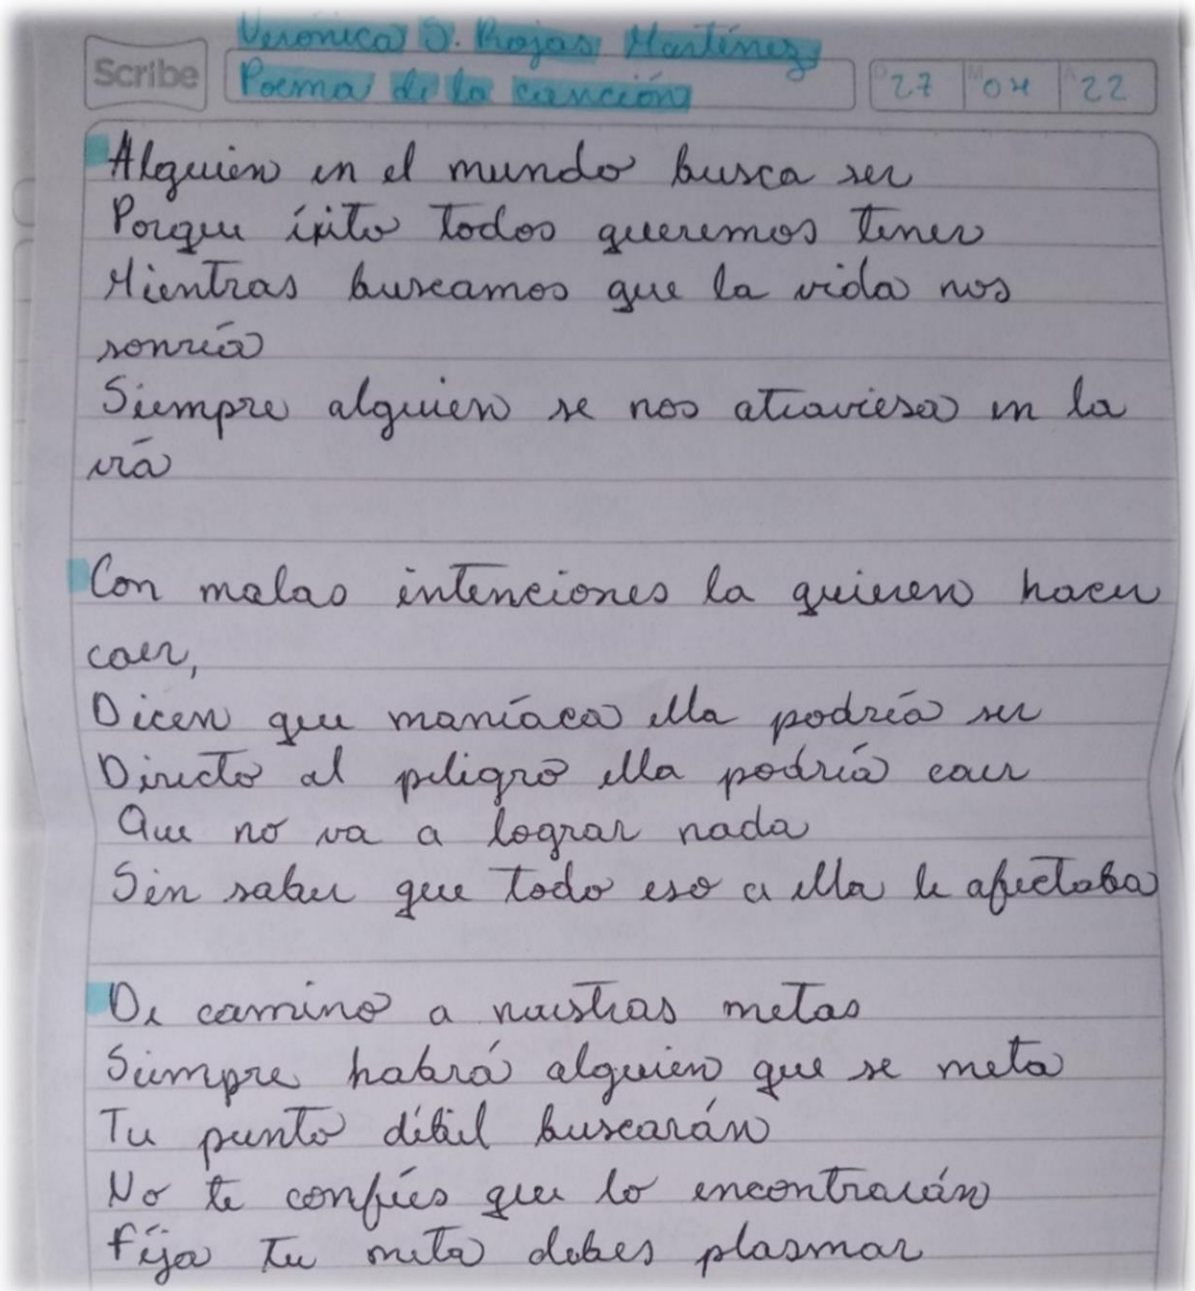 Verónica S. Rojas Martínez
Scribe
Poema de la canción
27 04 22
Alguien en el mundo busca ser
Porque éxito todos queremos tener
Mientras buscamos que la vida nos
sonría
Siempre alguien se nos atraviesa en la
vía
Con malas intenciones la quieren hacer
caer,
Dicen que maníaca ella podría ser
Directo al peligro ella podría caer
Que no va a lograr nada
Sin saber que todo eso a ella le afectaba
De camino a nuestras metas
Siempre habrá alguien que se meta
Tu punto débil buscarán
No te confíes que lo encontrarán
Fija tu meta debes plasmar